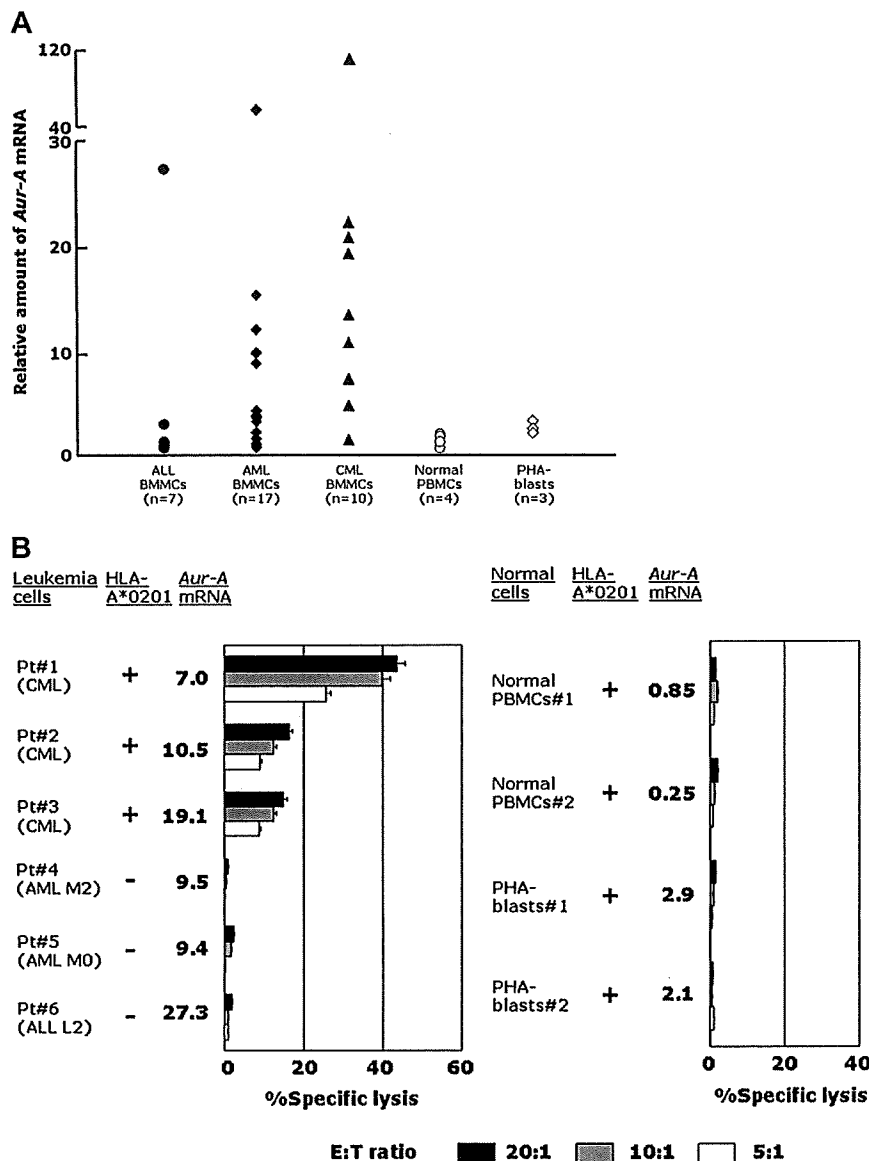 A
120
40
30
20
10
0
Relative amount of Aur-A mRNA
ALL
BMMCs
(n=7)
AML
BMMCs
(n=17)
CML
BMMCs
(n=10)
Normal
PBMCs
(n=4)
PHA-
blasts
(n=3)
B
Leukemia
cells
HLA-
A*0201
Aur-A
mRNA
Pt#1
(CML)
+
7.0
Pt#2
(CML)
+
10.5
Pt#3
(CML)
+
19.1
Pt#4
(AML M2)
-
9.5
Pt#5
(AML M0)
-
9.4
Pt#6
(ALL L2)
-
27.3
0 20 40 60
%Specific lysis
Normal
cells
HLA-
A*0201
Aur-A
mRNA
Normal
PBMCs#1
+
0.85
Normal
PBMCs#2
+
0.25
PHA-
blasts#1
+
2.9
PHA-
blasts#2
+
2.1
0 20 40
%Specific lysis
E:T ratio 20:1 10:1 5:1